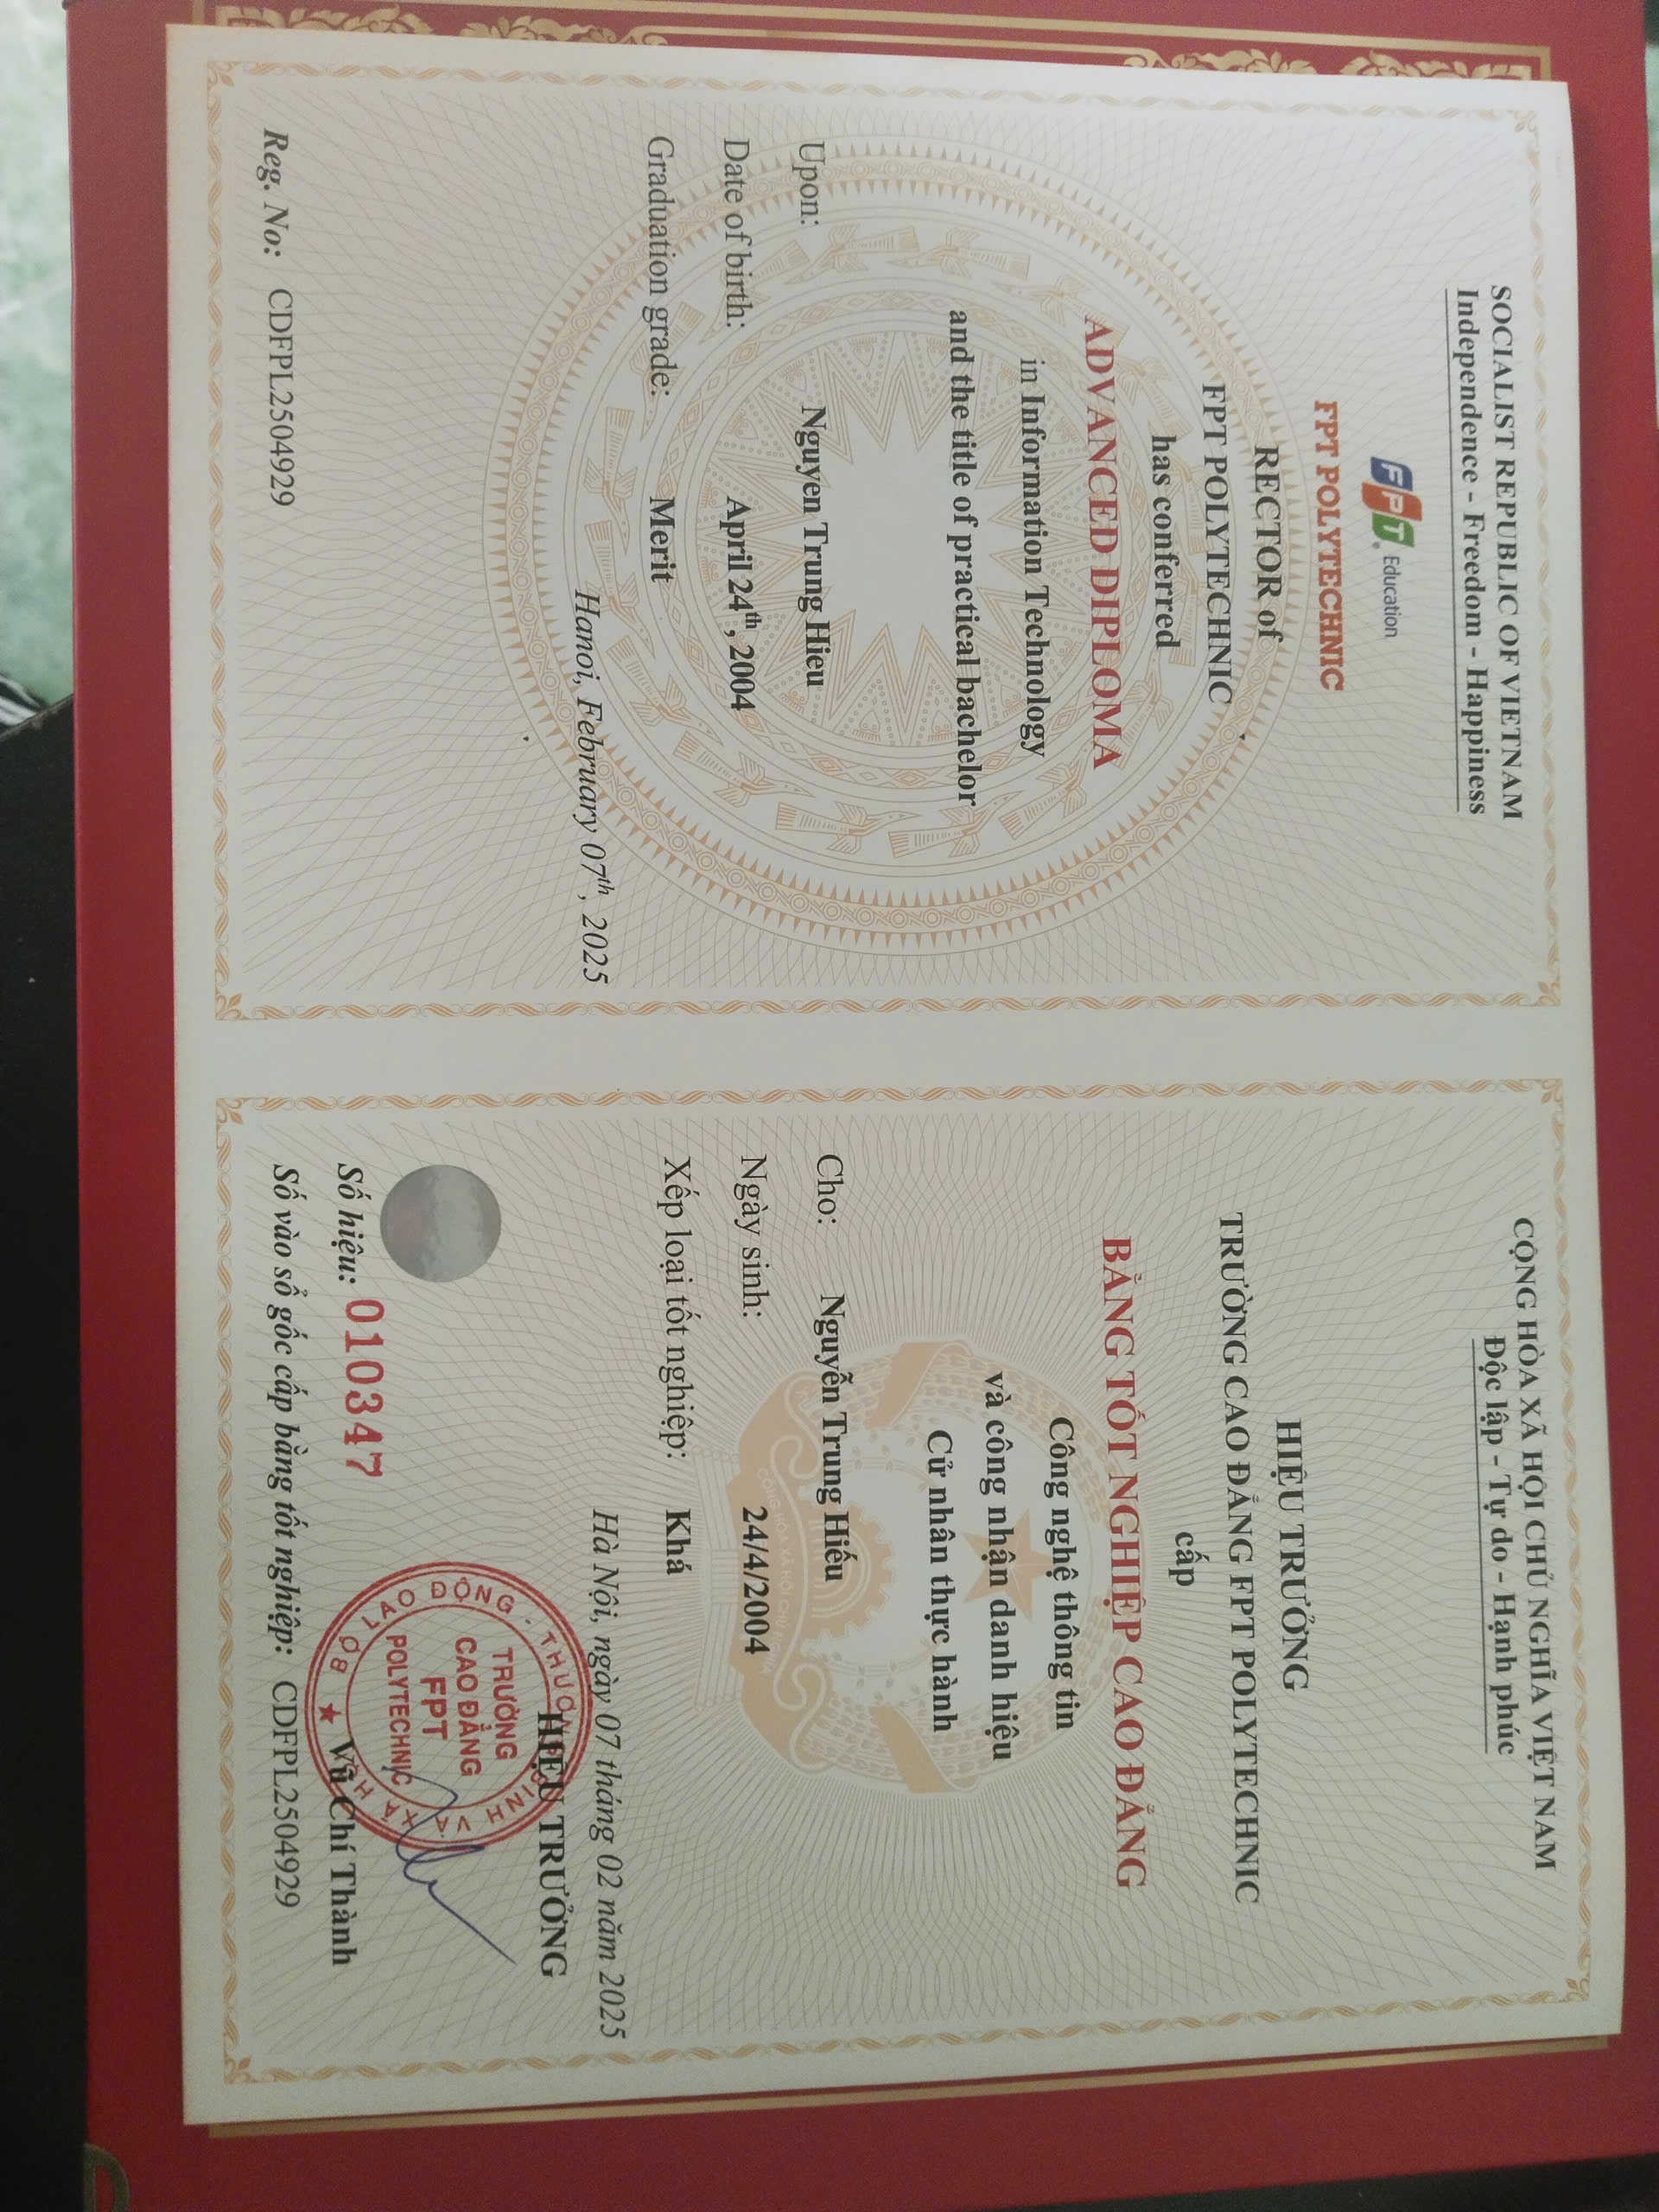 SOCIALIST REPUBLIC OF VIETNAM
Independence - Freedom - Happiness
FPT Education
FPT POLYTECHNIC
RECTOR of
FPT POLYTECHNIC
has conferred
ADVANCED DIPLOMA
in Information Technology
and the title of practical bachelor
Upon: Nguyen Trung Hieu
Date of birth: April 24th, 2004
Graduation grade: Merit
Hanoi, February 07th, 2025
Reg. No: CDFPL2504929
CỘNG HÒA XÃ HỘI CHỦ NGHĨA VIỆT NAM
Độc lập - Tự do - Hạnh phúc
HIỆU TRƯỞNG
TRƯỜNG CAO ĐẲNG FPT POLYTECHNIC
cấp
BẰNG TỐT NGHIỆP CAO ĐẲNG
Công nghệ thông tin
và công nhận danh hiệu
Cử nhân thực hành
Cho: Nguyễn Trung Hiếu
Ngày sinh: 24/4/2004
Xếp loại tốt nghiệp: Khá
Hà Nội, ngày 07 tháng 02 năm 2025
HIỆU TRƯỞNG
BỘ LAO ĐỘNG - THƯƠNG BINH VÀ XÃ HỘI
TRƯỜNG
CAO ĐẲNG
FPT
POLYTECHNIC
Số hiệu: 010347
Vũ Chí Thành
Số vào sổ gốc cấp bằng tốt nghiệp: CDFPL2504929